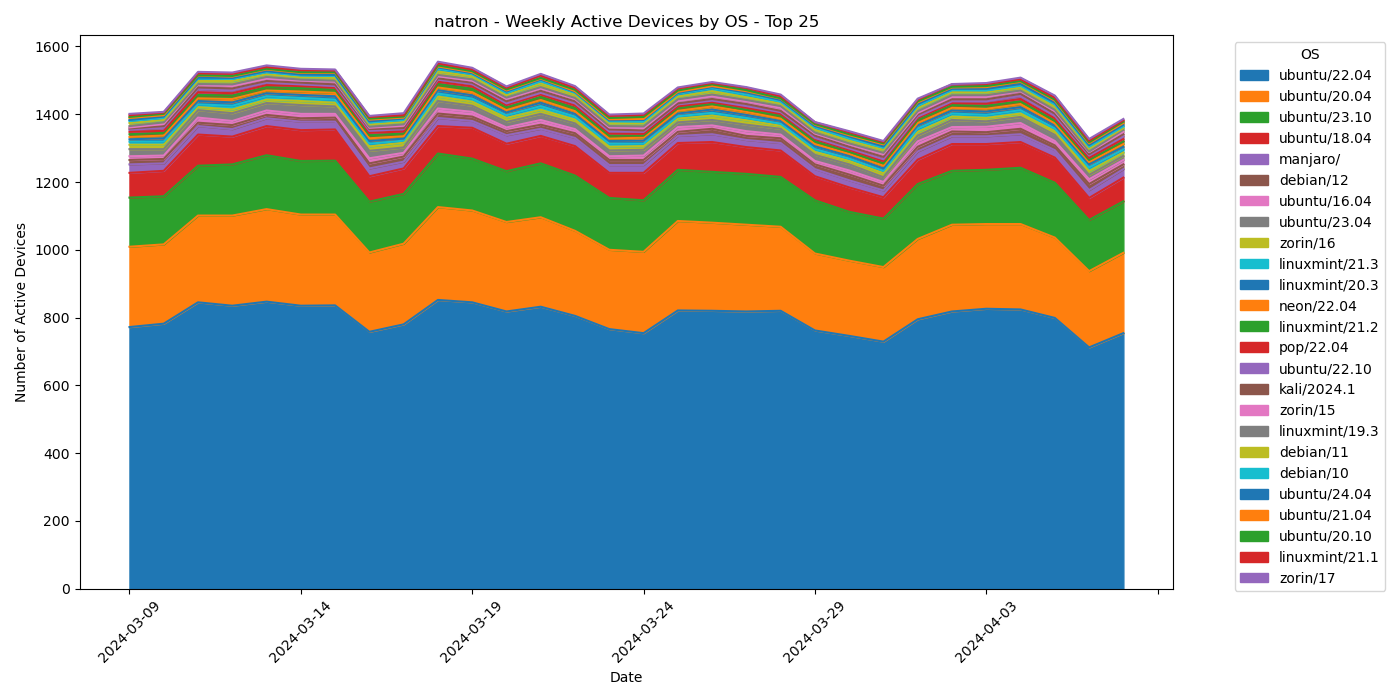 natron - Weekly Active Devices by OS - Top 25
Number of Active Devices
1600
1400
1200
1000
800
600
400
200
0
2024-03-09
2024-03-14
2024-03-19
2024-03-24
2024-03-29
2024-04-03
Date
OS
ubuntu/22.04
ubuntu/20.04
ubuntu/23.10
ubuntu/18.04
manjaro/
debian/12
ubuntu/16.04
ubuntu/23.04
zorin/16
linuxmint/21.3
linuxmint/20.3
neon/22.04
linuxmint/21.2
pop/22.04
ubuntu/22.10
kali/2024.1
zorin/15
linuxmint/19.3
debian/11
debian/10
ubuntu/24.04
ubuntu/21.04
ubuntu/20.10
linuxmint/21.1
zorin/17